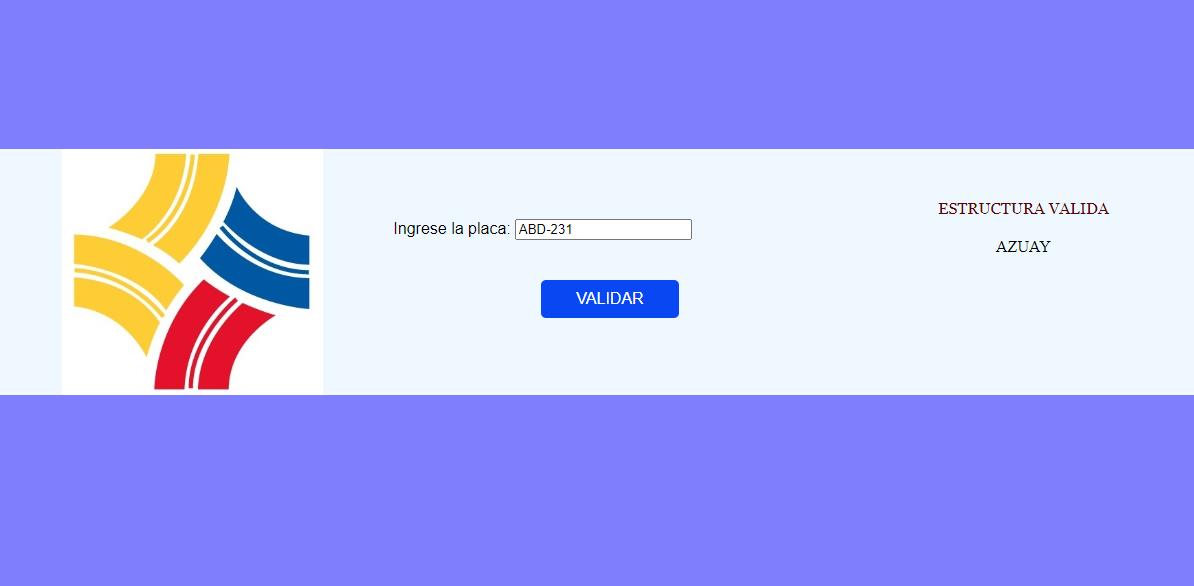 Ingrese la placa: ABD-231
VALIDAR
ESTRUCTURA VALIDA
AZUAY